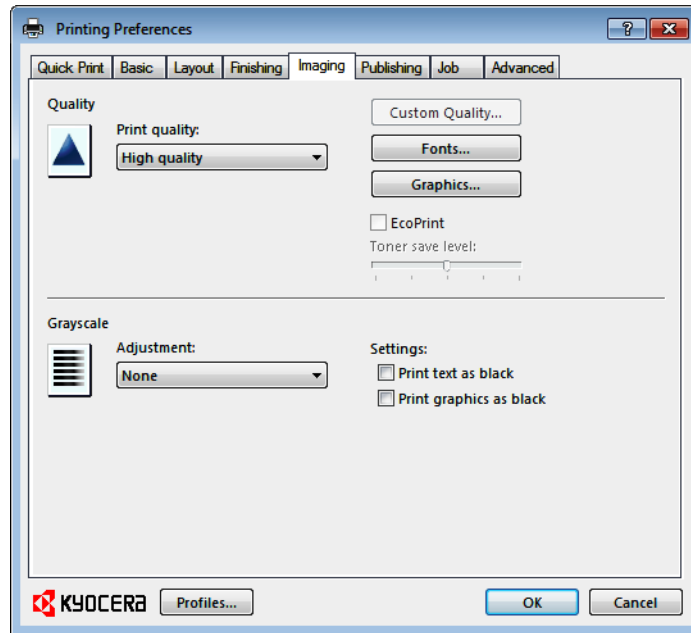 Printing Preferences
?
Quick Print Basic Layout Finishing Imaging Publishing Job Advanced
Quality
Print quality:
High quality
Custom Quality...
Fonts...
Graphics...
EcoPrint
Toner save level:
Grayscale
Adjustment:
None
Settings:
Print text as black
Print graphics as black
KYOCERA Profiles... OK Cancel